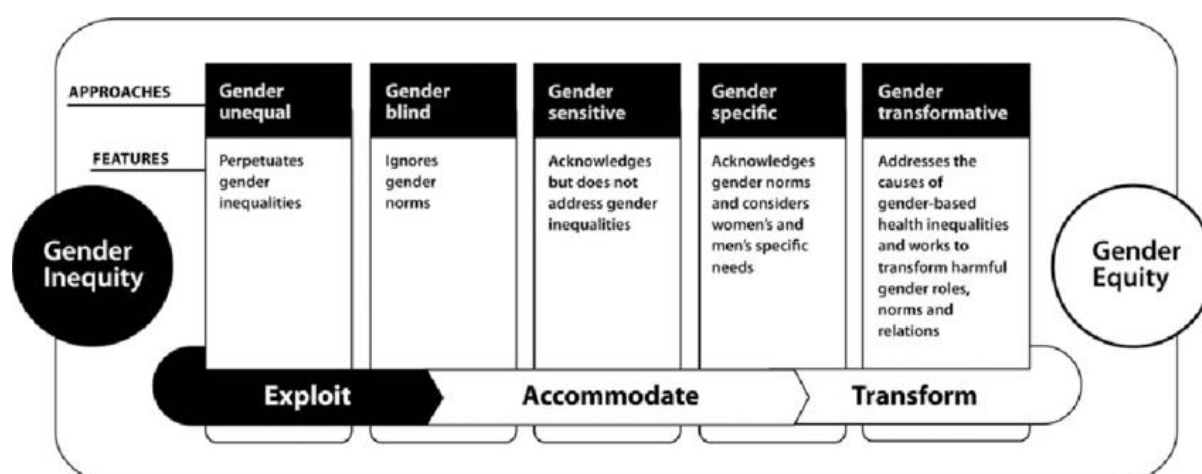 APPROACHES
Gender
unequal
Gender
blind
Gender
sensitive
Gender
specific
Gender
transformative
FEATURES
Perpetuates
gender
inequalities
Ignores
gender
norms
Acknowledges
but does not
address gender
inequalities
Acknowledges
gender norms
and considers
women's and
men's specific
needs
Addresses the
causes of
gender-based
health inequalities
and works to
transform harmful
gender roles,
norms and
relations
Gender
Inequity
Gender
Equity
Exploit
Accommodate
Transform